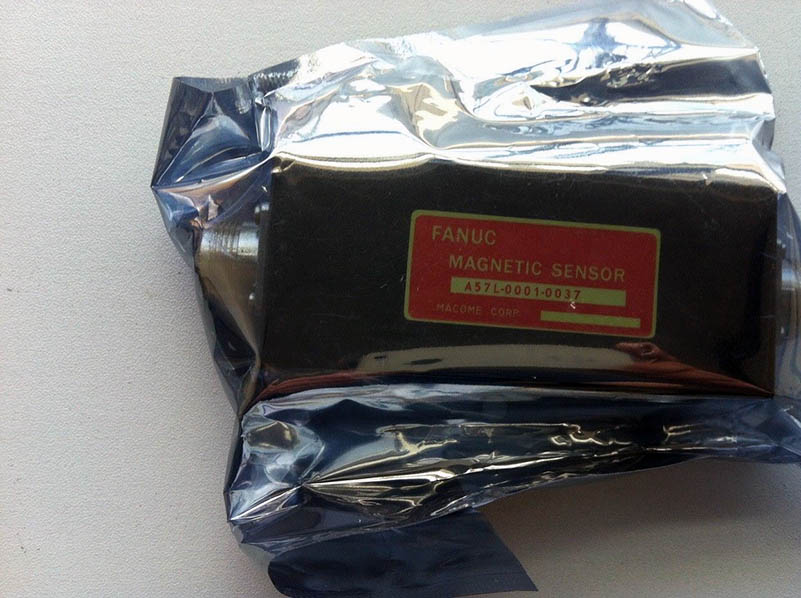 FANUC
MAGNETIC SENSOR
A57L-0001-0037
MACOME CORP.